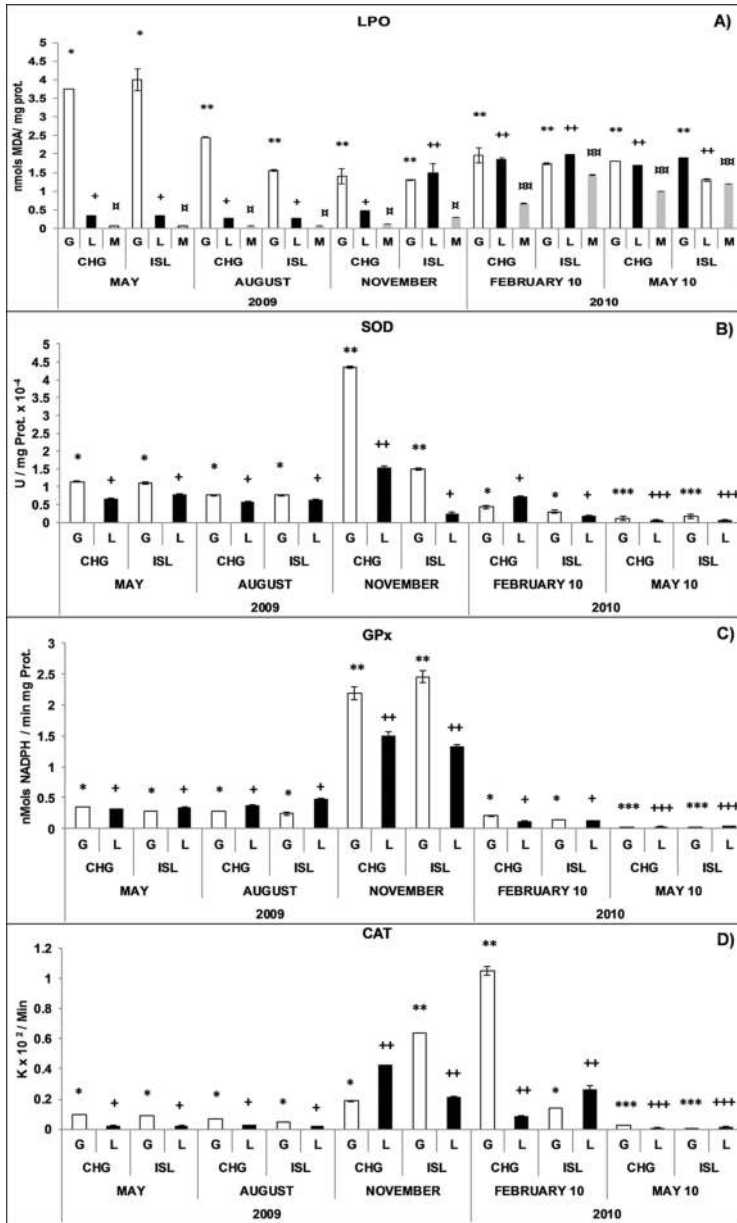 LPO
A)
nmols MDA/ mg prot.
5
4.5
4
3.5
3
2.5
2
1.5
1
0.5
0
* * ** ** ** ** ++ ** ++ ** ++ ¤¤ ** ++ ** ++
+ ¤ + ¤ + ¤ + ¤ + ¤ ¤ ¤¤ ¤¤ ¤¤
G L M G L M G L M G L M G L M G L M G L M G L M G L M G L M
CHG ISL CHG ISL CHG ISL CHG ISL CHG ISL
MAY AUGUST NOVEMBER FEBRUARY 10 MAY 10
2009 2010
SOD
B)
U / mg Prot. x 10-4
5
4.5
4
3.5
3
2.5
2
1.5
1
0.5
0
* + * + * + * + ** ++ ** + * + * + *** +++ *** +++
G L G L G L G L G L G L G L G L G L G L
CHG ISL CHG ISL CHG ISL CHG ISL CHG ISL
MAY AUGUST NOVEMBER FEBRUARY 10 MAY 10
2009 2010
GPx
C)
nMols NADPH / min mg Prot.
3
2.5
2
1.5
1
0.5
0
* + * + * + * + ** ++ ** ++ * + * + *** +++ *** +++
G L G L G L G L G L G L G L G L G L G L
CHG ISL CHG ISL CHG ISL CHG ISL CHG ISL
MAY AUGUST NOVEMBER FEBRUARY 10 MAY 10
2009 2010
CAT
D)
K x 10 2 / Min
1.2
1
0.8
0.6
0.4
0.2
0
* + * + * + * + * ++ ** ++ ** ++ * ++ *** +++ *** +++
G L G L G L G L G L G L G L G L G L G L
CHG ISL CHG ISL CHG ISL CHG ISL CHG ISL
MAY AUGUST NOVEMBER FEBRUARY 10 MAY 10
2009 2010